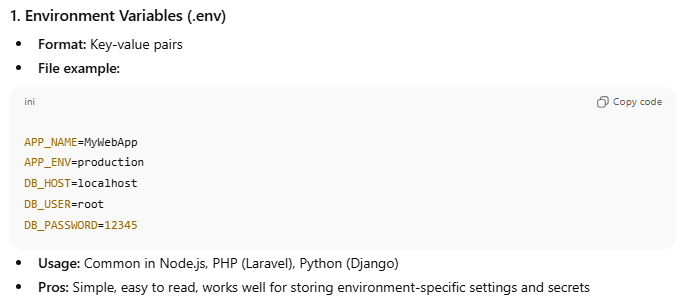 1. Environment Variables (.env)
• Format: Key-value pairs
• File example:
ini
Copy code
APP_NAME=MyWebApp
APP_ENV=production
DB_HOST=localhost
DB_USER=root
DB_PASSWORD=12345
• Usage: Common in Node.js, PHP (Laravel), Python (Django)
• Pros: Simple, easy to read, works well for storing environment-specific settings and secrets